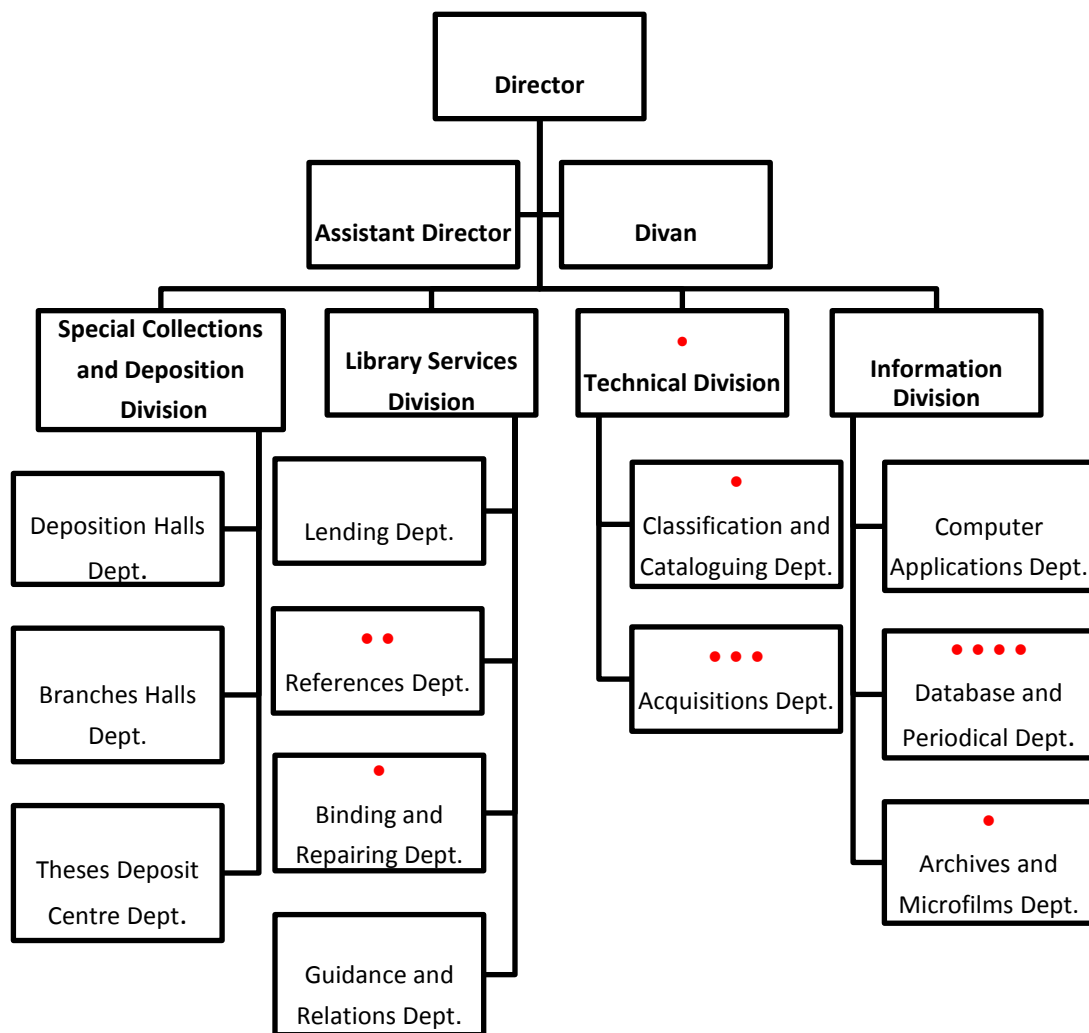 Director
Assistant Director
Divan
Special Collections
and Deposition
Division
Library Services
Division
Technical Division
Information
Division
Deposition Halls
Dept.
Branches Halls
Dept.
Theses Deposit
Centre Dept.
Lending Dept.
References Dept.
Binding and
Repairing Dept.
Guidance and
Relations Dept.
Classification and
Cataloguing Dept.
Acquisitions Dept.
Computer
Applications Dept.
Database and
Periodical Dept.
Archives and
Microfilms Dept.